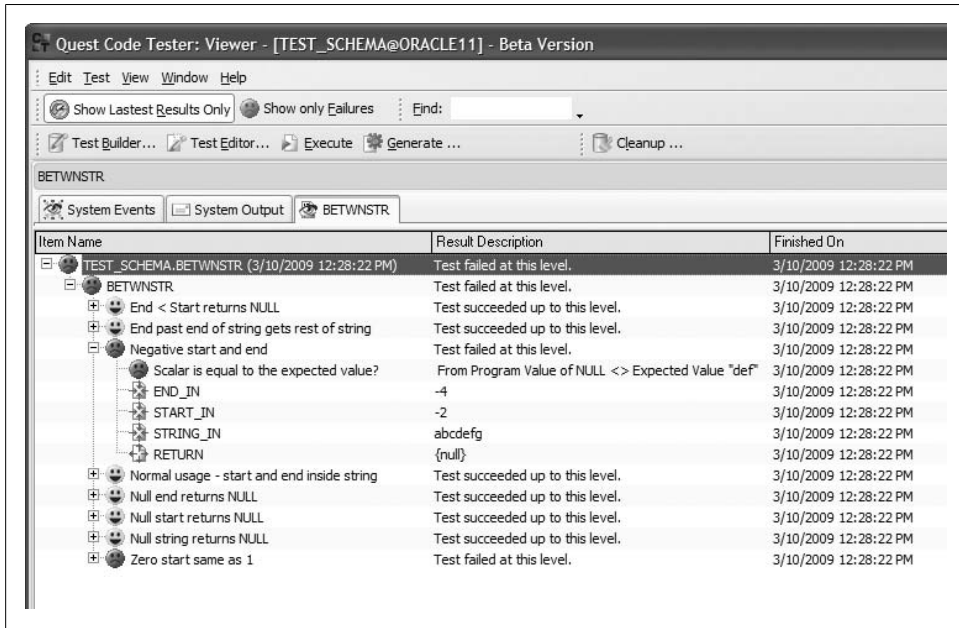 Quest Code Tester: Viewer - [TEST_SCHEMA@ORACLE11] - Beta Version
Edit Test View Window Help
Show Lastest Results Only Show only Failures Find:
Test Builder... Test Editor... Execute Generate ... Cleanup ...
BETWNSTR
System Events System Output BETWNSTR
Item Name Result Description Finished On
TEST_SCHEMA.BETWNSTR (3/10/2009 12:28:22 PM) Test failed at this level. 3/10/2009 12:28:22 PM
BETWNSTR Test failed at this level. 3/10/2009 12:28:22 PM
End < Start returns NULL Test succeeded up to this level. 3/10/2009 12:28:22 PM
End past end of string gets rest of string Test succeeded up to this level. 3/10/2009 12:28:22 PM
Negative start and end Test failed at this level. 3/10/2009 12:28:22 PM
Scalar is equal to the expected value? From Program Value of NULL <> Expected Value "def" 3/10/2009 12:28:22 PM
END_IN -4 3/10/2009 12:28:22 PM
START_IN -2 3/10/2009 12:28:22 PM
STRING_IN abcdefg 3/10/2009 12:28:22 PM
RETURN {null} 3/10/2009 12:28:22 PM
Normal usage - start and end inside string Test succeeded up to this level. 3/10/2009 12:28:22 PM
Null end returns NULL Test succeeded up to this level. 3/10/2009 12:28:22 PM
Null start returns NULL Test succeeded up to this level. 3/10/2009 12:28:22 PM
Null string returns NULL Test succeeded up to this level. 3/10/2009 12:28:22 PM
Zero start same as 1 Test failed at this level. 3/10/2009 12:28:22 PM